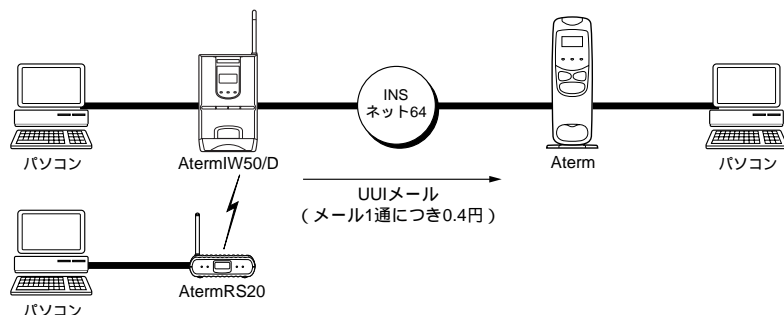 INS
ネット64
パソコン
AtermIW50/D
Aterm
パソコン
UUIメール
（メール1通につき0.4円）
AtermRS20
パソコン